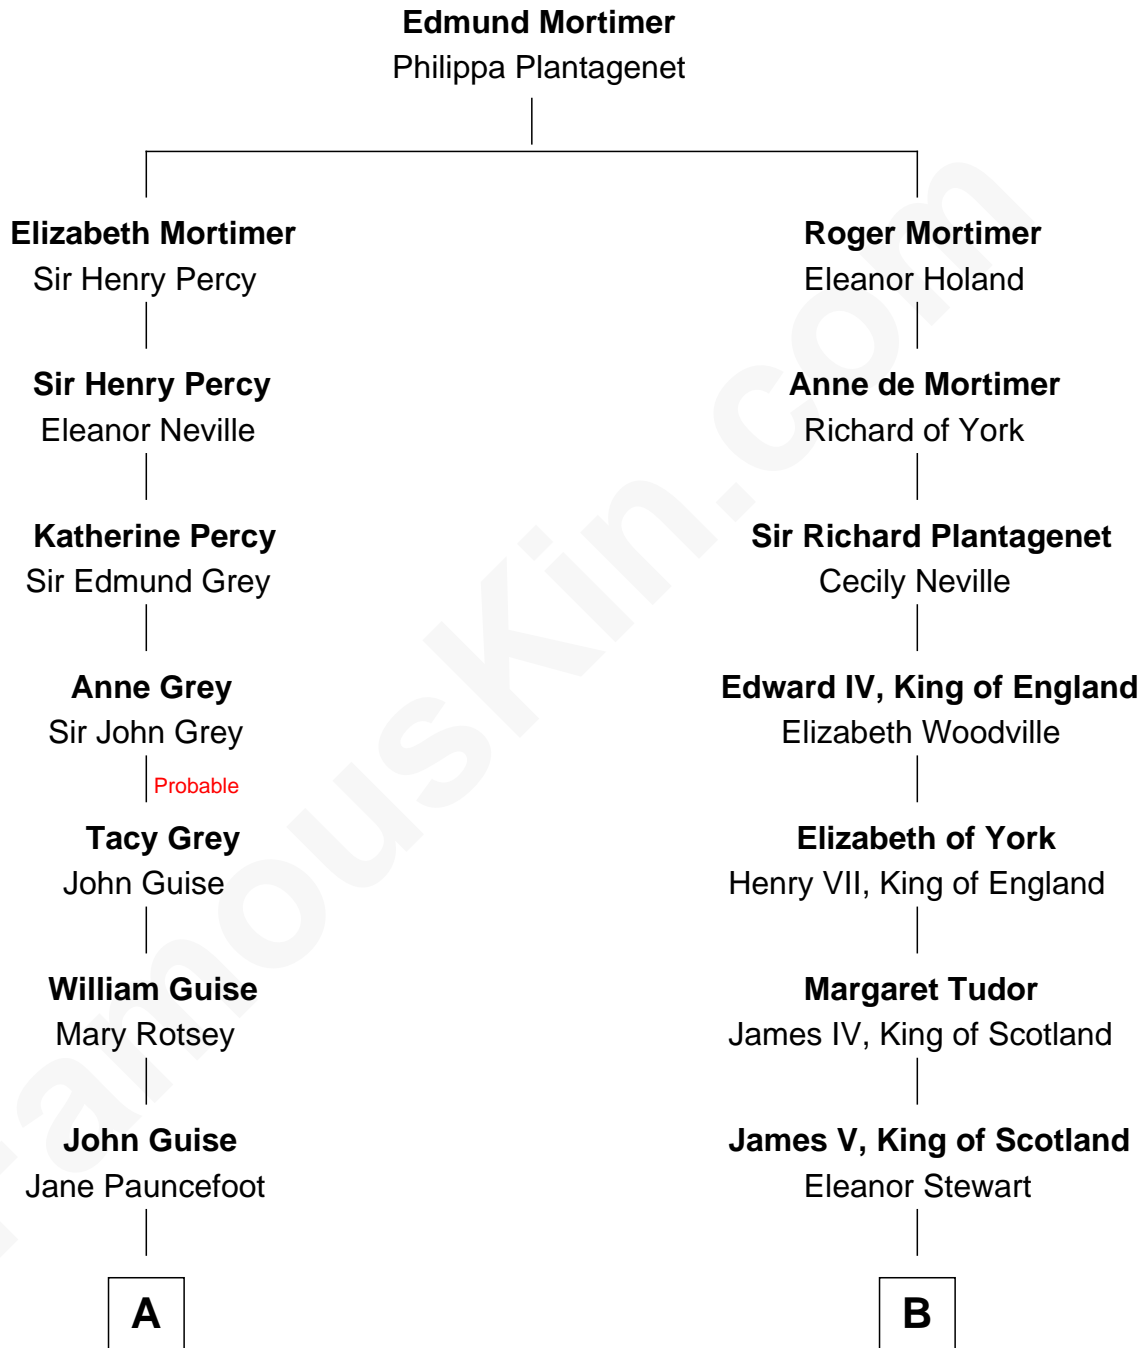 Edmund Mortimer
Philippa Plantagenet
Elizabeth Mortimer
Sir Henry Percy
Roger Mortimer
Eleanor Holand
Sir Henry Percy
Eleanor Neville
Anne de Mortimer
Richard of York
Katherine Percy
Sir Edmund Grey
Sir Richard Plantagenet
Cecily Neville
Anne Grey
Sir John Grey
Edward IV, King of England
Elizabeth Woodville
Probable
Tacy Grey
John Guise
Elizabeth of York
Henry VII, King of England
William Guise
Mary Rotsey
Margaret Tudor
James IV, King of Scotland
John Guise
Jane Pauncefoot
James V, King of Scotland
Eleanor Stewart
A
B
FamousKin.com